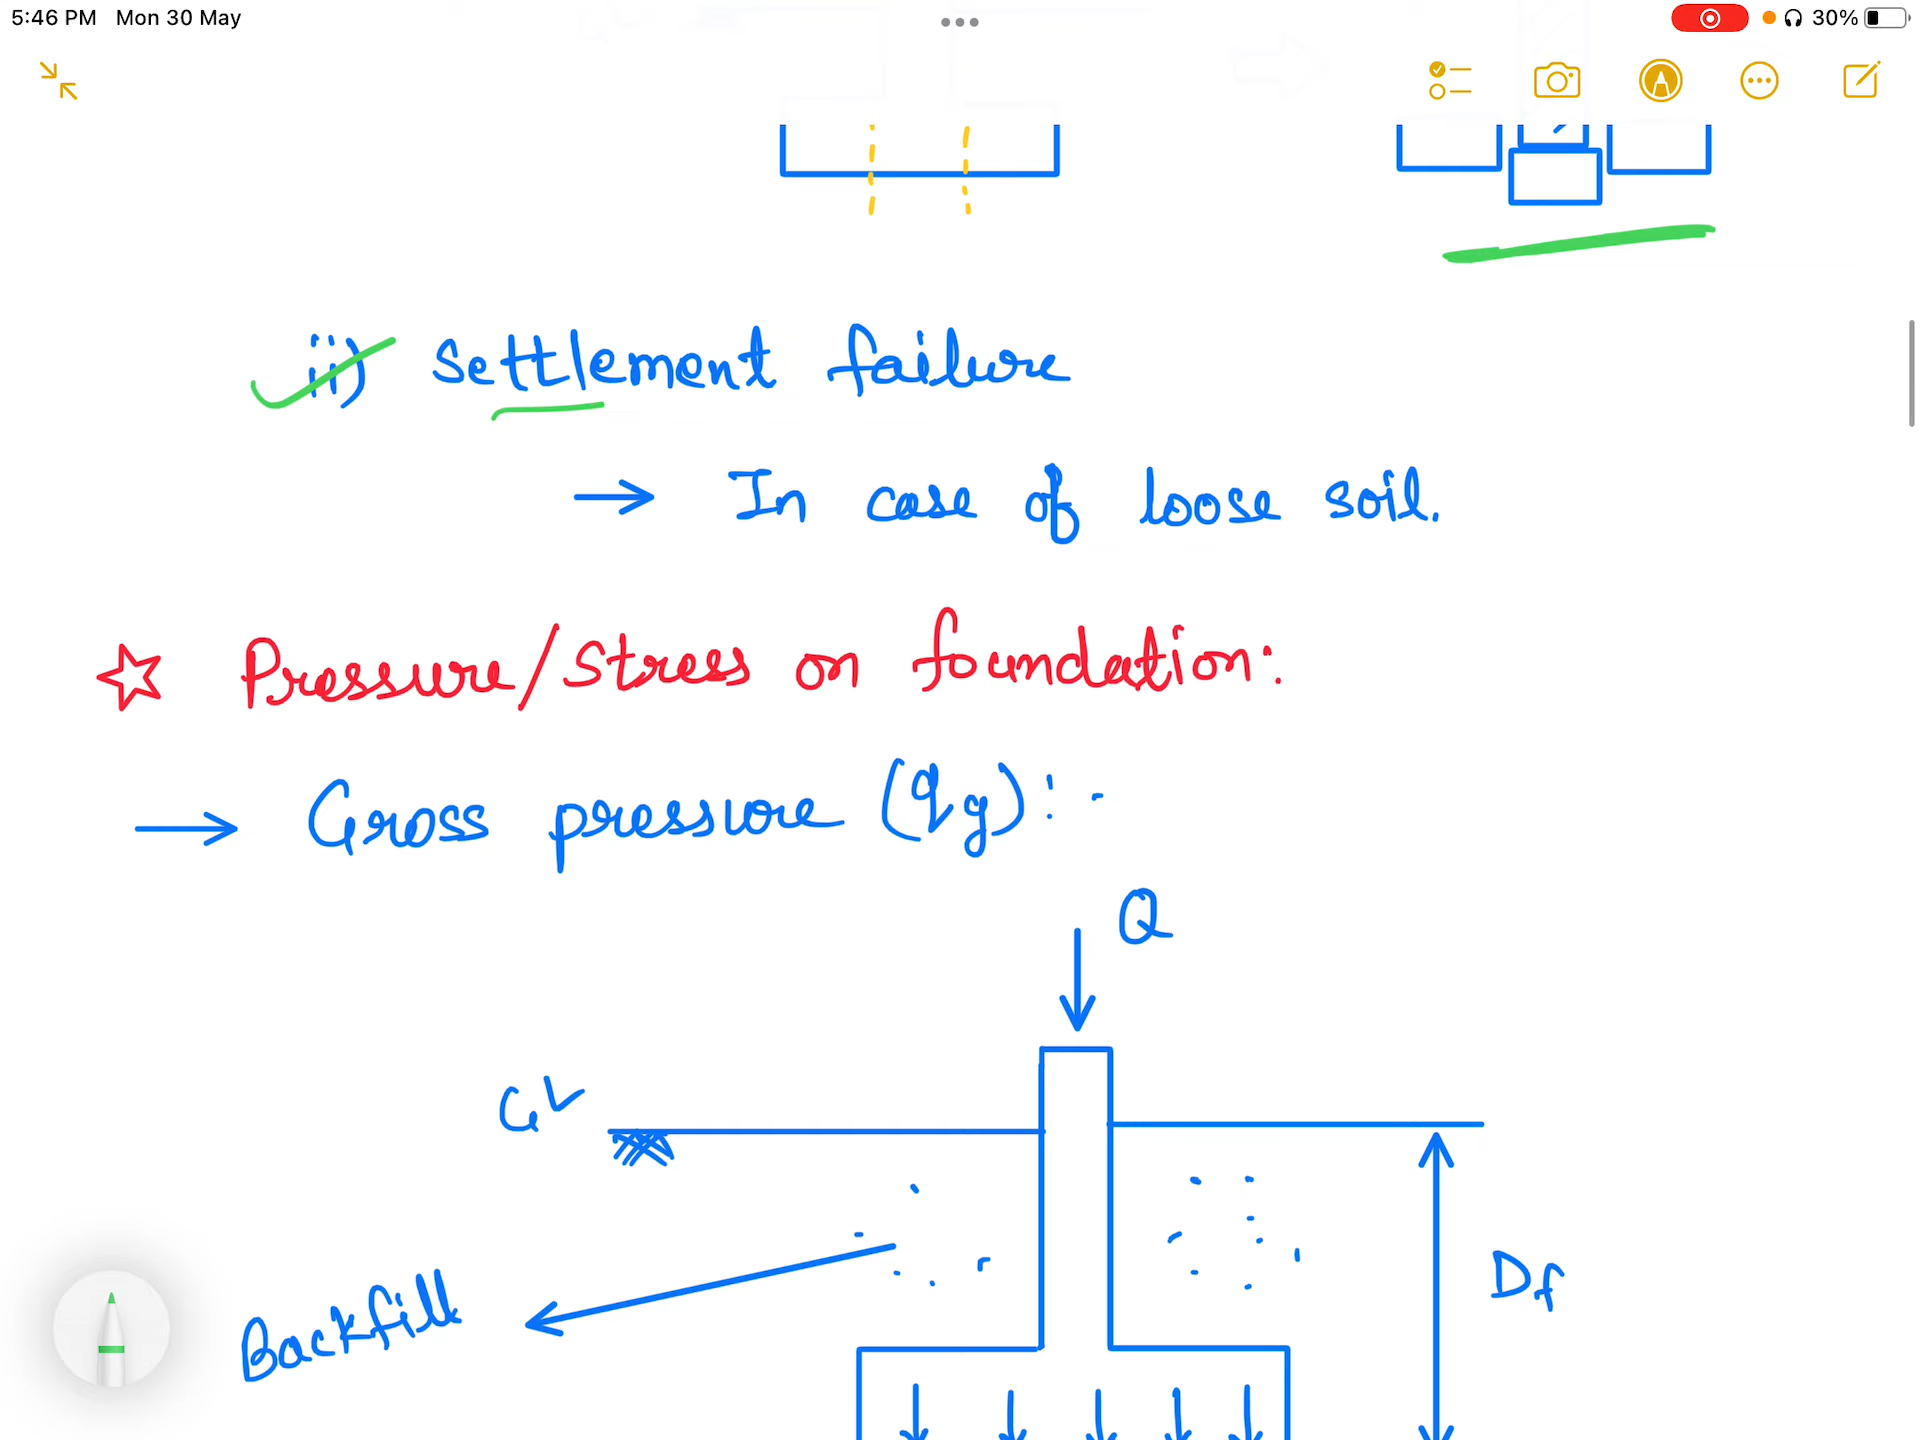 5:46 PM Mon 30 May
30%
ii) Settlement failure
→ In case of loose soil.
☆ Pressure/Stress on foundation:
→ Gross pressure (qg):-
Q
GL
Df
Backfill